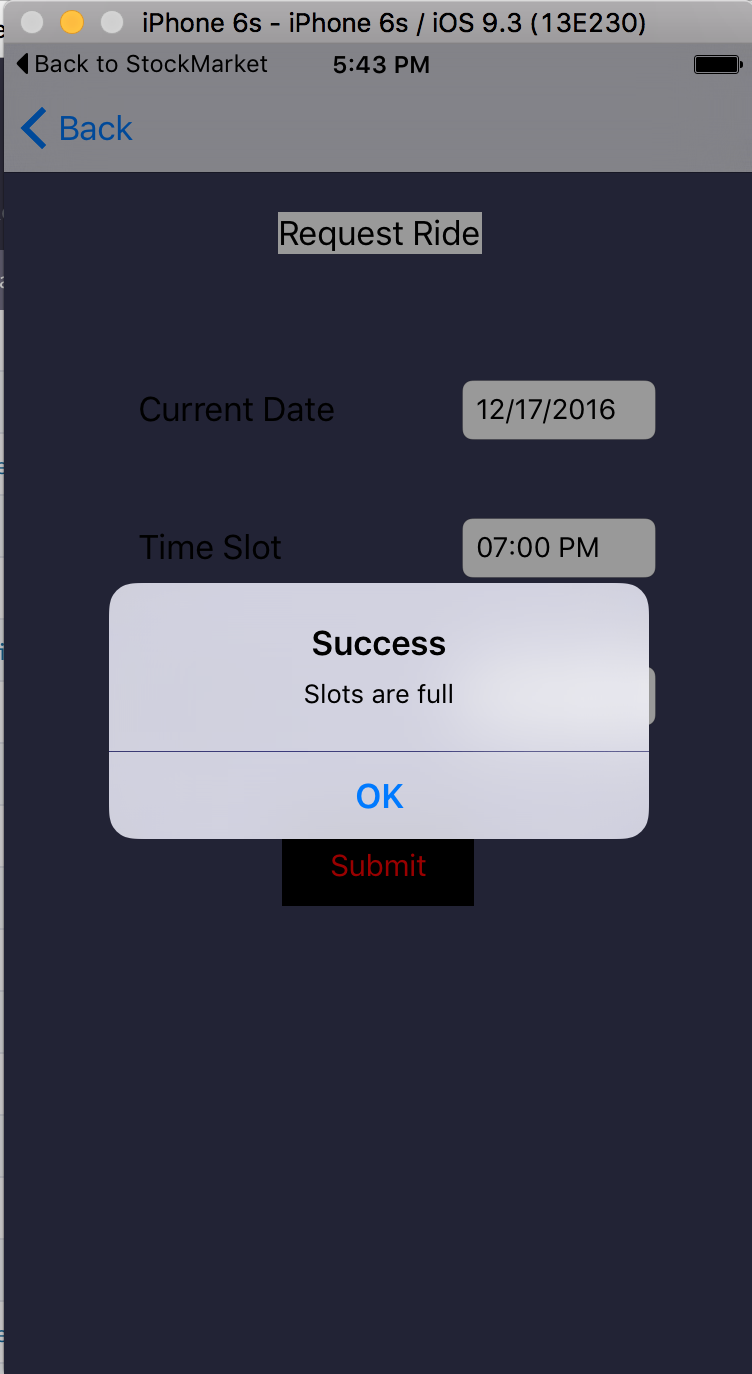 iPhone 6s - iPhone 6s / iOS 9.3 (13E230)
Back to StockMarket 5:43 PM
Back
Request Ride
Current Date 12/17/2016
Time Slot 07:00 PM
Success
Slots are full
OK
Submit